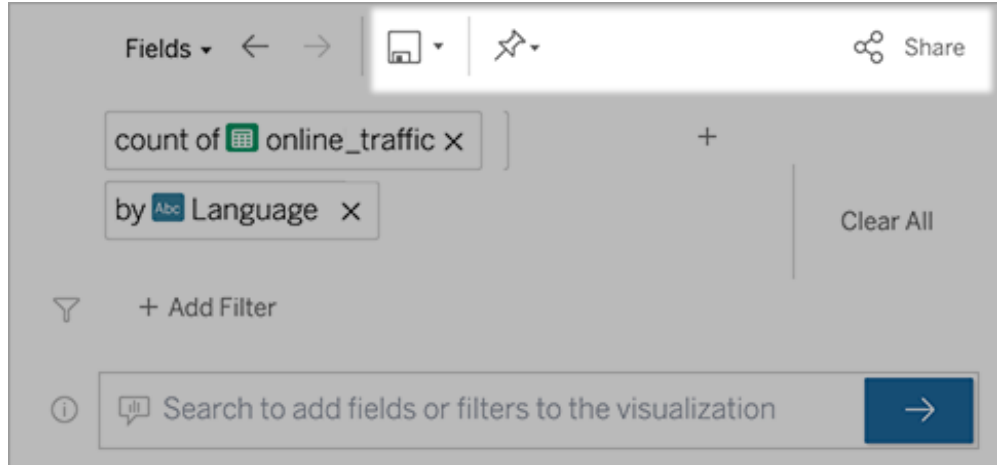 Fields
Share
count of online_traffic ×
+
by Abc Language ×
Clear All
+ Add Filter
Search to add fields or filters to the visualization